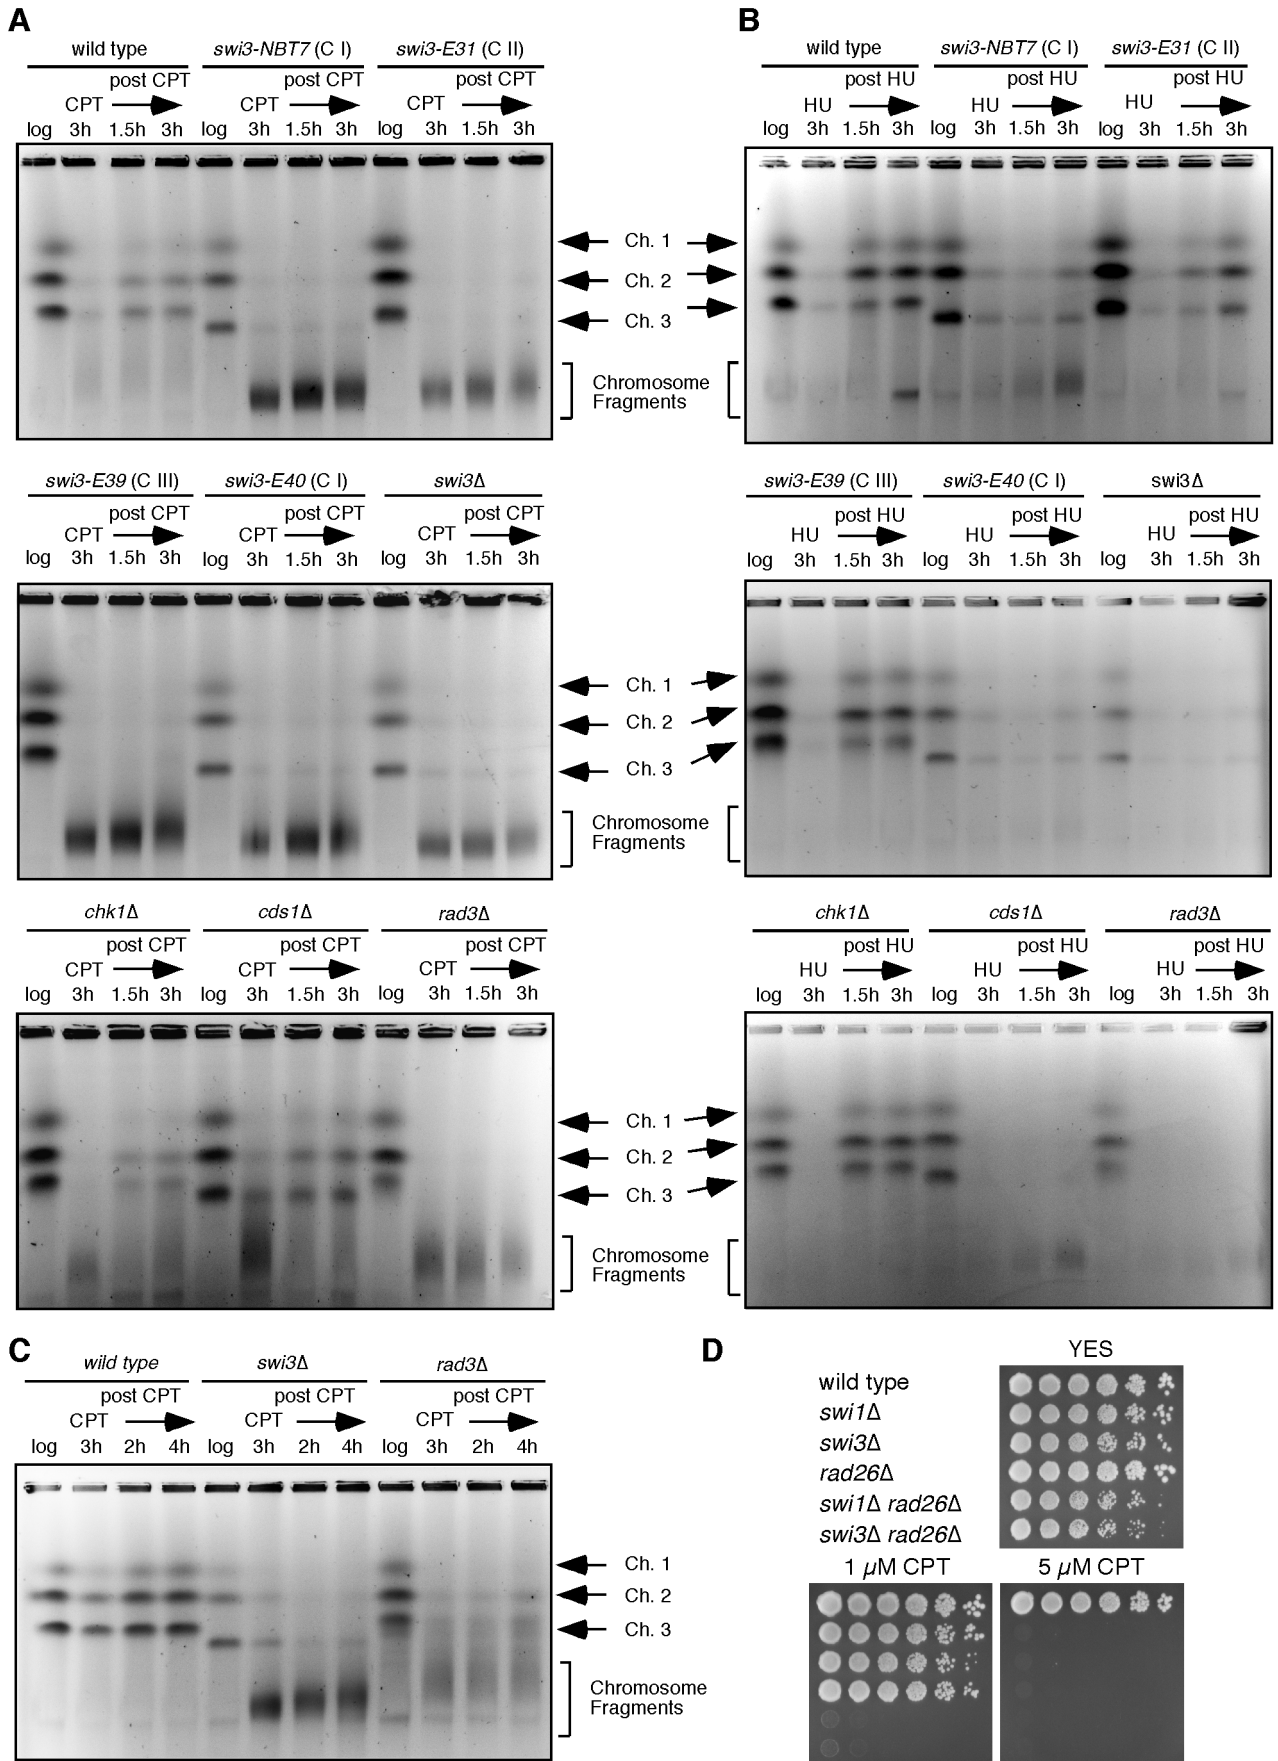 A
wild type swi3-NBT7 (C I) swi3-E31 (C II)
post CPT post CPT post CPT
CPT CPT CPT
log 3h 1.5h 3h log 3h 1.5h 3h log 3h 1.5h 3h
B
wild type swi3-NBT7 (C I) swi3-E31 (C II)
post HU post HU post HU
HU HU HU
log 3h 1.5h 3h log 3h 1.5h 3h log 3h 1.5h 3h
Ch. 1
Ch. 2
Ch. 3
Chromosome
Fragments
swi3-E39 (C III) swi3-E40 (C I) swi3Δ
post CPT post CPT post CPT
CPT CPT CPT
log 3h 1.5h 3h log 3h 1.5h 3h log 3h 1.5h 3h
swi3-E39 (C III) swi3-E40 (C I) swi3Δ
post HU post HU post HU
HU HU HU
log 3h 1.5h 3h log 3h 1.5h 3h log 3h 1.5h 3h
Ch. 1
Ch. 2
Ch. 3
Chromosome
Fragments
chk1Δ cds1Δ rad3Δ
post CPT post CPT post CPT
CPT CPT CPT
log 3h 1.5h 3h log 3h 1.5h 3h log 3h 1.5h 3h
chk1Δ cds1Δ rad3Δ
post HU post HU post HU
HU HU HU
log 3h 1.5h 3h log 3h 1.5h 3h log 3h 1.5h 3h
Ch. 1
Ch. 2
Ch. 3
Chromosome
Fragments
C
wild type swi3Δ rad3Δ
post CPT post CPT post CPT
CPT CPT CPT
log 3h 2h 4h log 3h 2h 4h log 3h 2h 4h
Ch. 1
Ch. 2
Ch. 3
Chromosome
Fragments
D
YES
wild type
swi1Δ
swi3Δ
rad26Δ
swi1Δ rad26Δ
swi3Δ rad26Δ
1 µM CPT 5 µM CPT